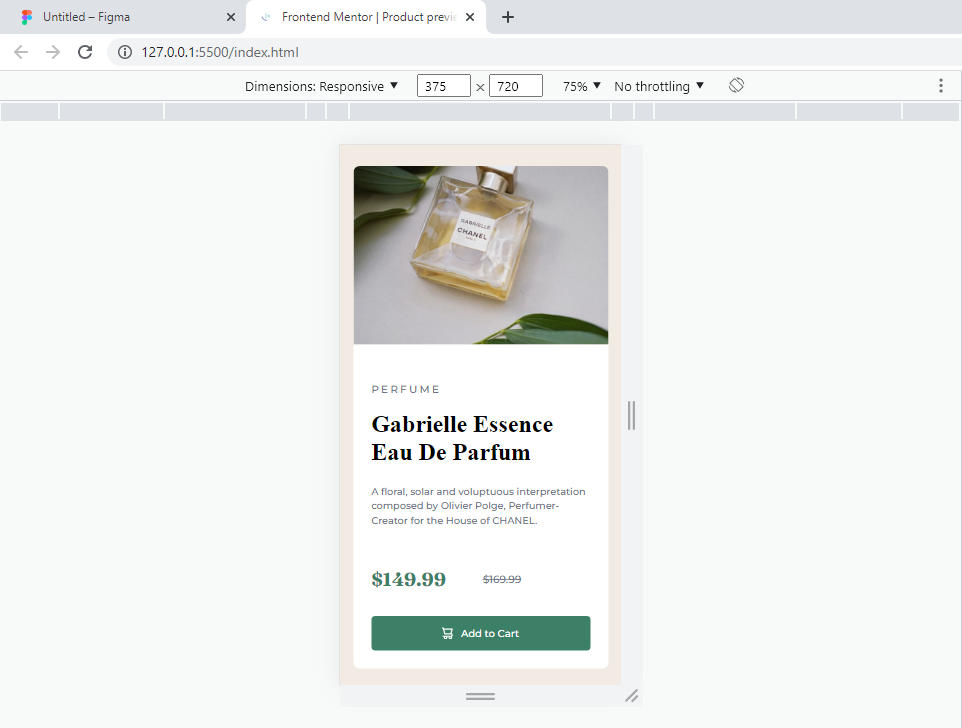 Untitled – Figma
Frontend Mentor | Product previe
127.0.0.1:5500/index.html
Dimensions: Responsive 375 × 720 75% No throttling
GABRIELLE
CHANEL
PERFUME
Gabrielle Essence
Eau De Parfum
A floral, solar and voluptuous interpretation
composed by Olivier Polge, Perfumer-
Creator for the House of CHANEL.
$149.99 $169.99
Add to Cart